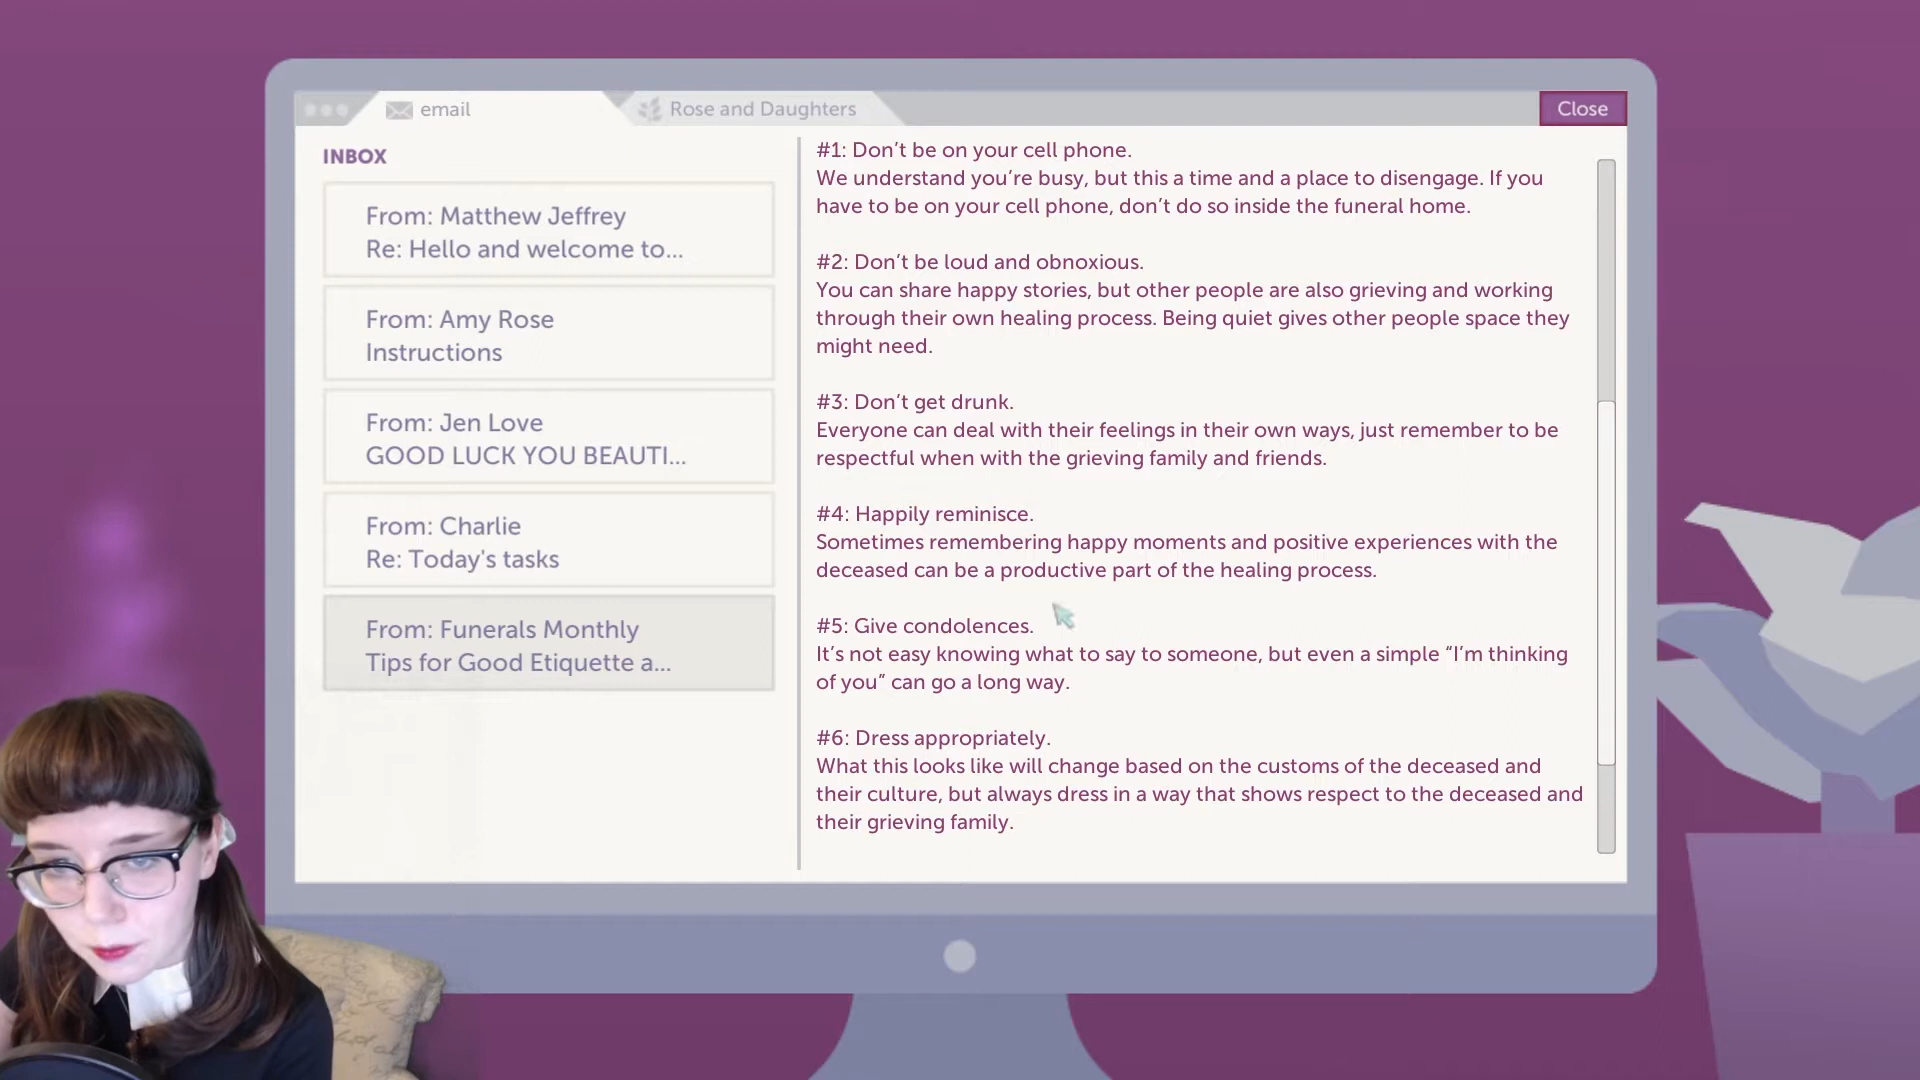 email
Rose and Daughters
Close
INBOX
From: Matthew Jeffrey
Re: Hello and welcome to...
From: Amy Rose
Instructions
From: Jen Love
GOOD LUCK YOU BEAUTI...
From: Charlie
Re: Today's tasks
From: Funerals Monthly
Tips for Good Etiquette a...
#1: Don’t be on your cell phone.
We understand you’re busy, but this a time and a place to disengage. If you
have to be on your cell phone, don’t do so inside the funeral home.
#2: Don’t be loud and obnoxious.
You can share happy stories, but other people are also grieving and working
through their own healing process. Being quiet gives other people space they
might need.
#3: Don’t get drunk.
Everyone can deal with their feelings in their own ways, just remember to be
respectful when with the grieving family and friends.
#4: Happily reminisce.
Sometimes remembering happy moments and positive experiences with the
deceased can be a productive part of the healing process.
#5: Give condolences.
It’s not easy knowing what to say to someone, but even a simple “I’m thinking
of you” can go a long way.
#6: Dress appropriately.
What this looks like will change based on the customs of the deceased and
their culture, but always dress in a way that shows respect to the deceased and
their grieving family.